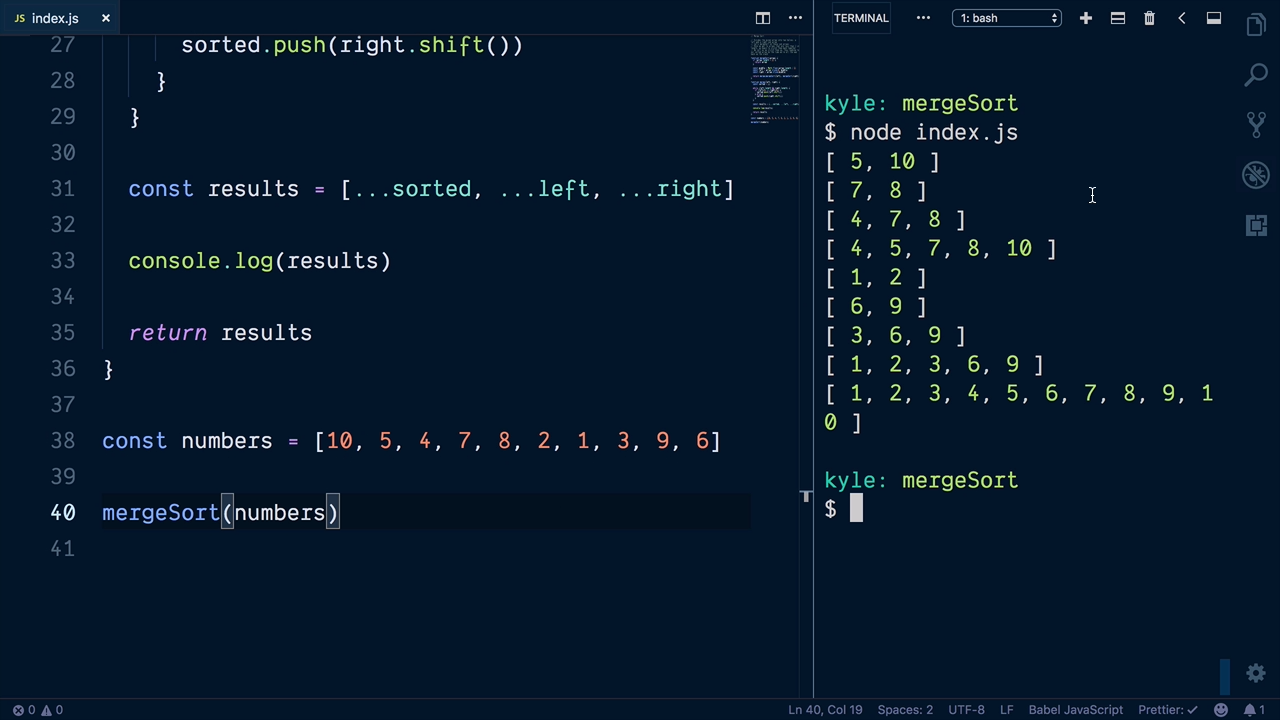 JS index.js ×
27 sorted.push(right.shift())
28 }
29 }
30
31 const results = [...sorted, ...left, ...right]
32
33 console.log(results)
34
35 return results
36 }
37
38 const numbers = [10, 5, 4, 7, 8, 2, 1, 3, 9, 6]
39
40 mergeSort(numbers)
41
TERMINAL ... 1: bash
kyle: mergeSort
$ node index.js
[ 5, 10 ]
[ 7, 8 ]
[ 4, 7, 8 ]
[ 4, 5, 7, 8, 10 ]
[ 1, 2 ]
[ 6, 9 ]
[ 3, 6, 9 ]
[ 1, 2, 3, 6, 9 ]
[ 1, 2, 3, 4, 5, 6, 7, 8, 9, 1
0 ]
kyle: mergeSort
$
0 0 Ln 40, Col 19 Spaces: 2 UTF-8 LF Babel JavaScript Prettier: ✓ 1